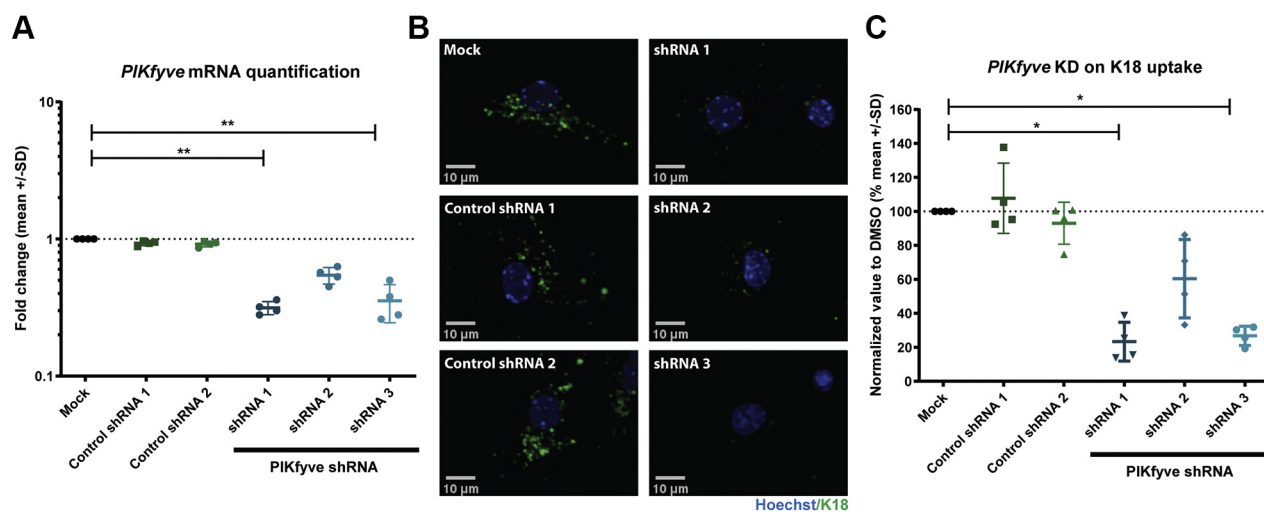 A
PIKfyve mRNA quantification
Fold change (mean +/-SD)
10
1
0.1
**
**
Mock
Control shRNA 1
Control shRNA 2
shRNA 1
shRNA 2
shRNA 3
PIKfyve shRNA
B
Mock
10 μm
shRNA 1
10 μm
Control shRNA 1
10 μm
shRNA 2
10 μm
Control shRNA 2
10 μm
shRNA 3
10 μm
Hoechst/K18
C
PIKfyve KD on K18 uptake
Normalized value to DMSO (% mean +/-SD)
160
140
120
100
80
60
40
20
0
*
*
Mock
Control shRNA 1
Control shRNA 2
shRNA 1
shRNA 2
shRNA 3
PIKfyve shRNA